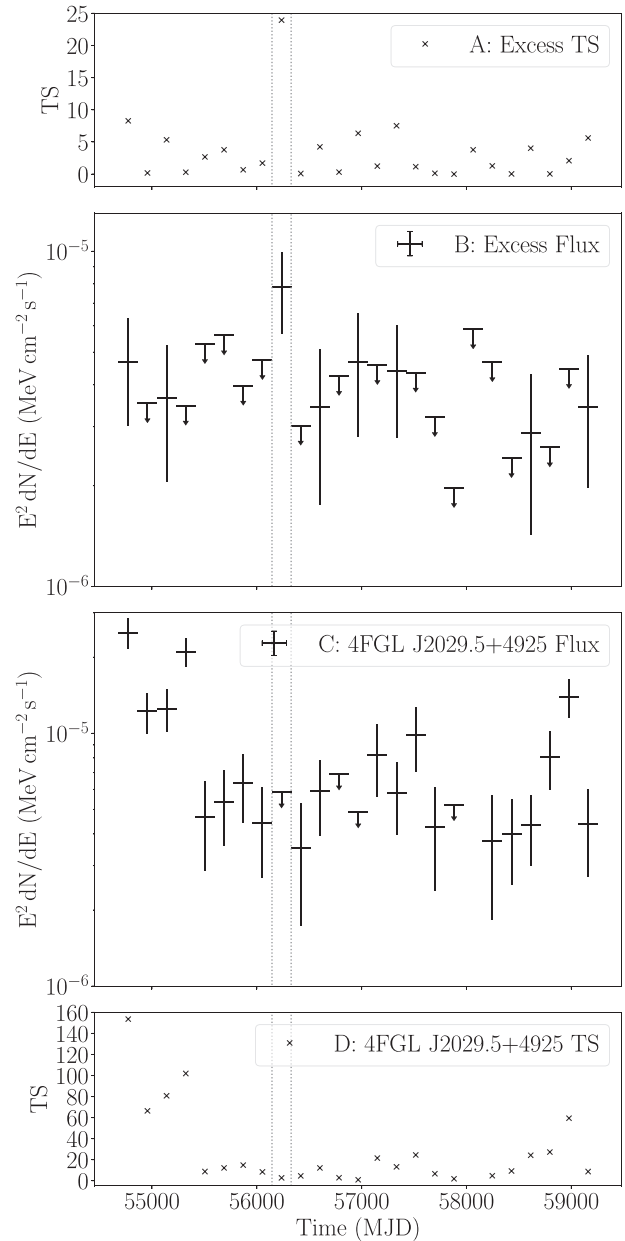 25
20
15
10
5
0
TS
A: Excess TS
10⁻⁵
10⁻⁶
E² dN/dE (MeV cm⁻² s⁻¹)
B: Excess Flux
10⁻⁵
10⁻⁶
E² dN/dE (MeV cm⁻² s⁻¹)
C: 4FGL J2029.5+4925 Flux
160
140
120
100
80
60
40
20
0
TS
D: 4FGL J2029.5+4925 TS
55000 56000 57000 58000 59000
Time (MJD)